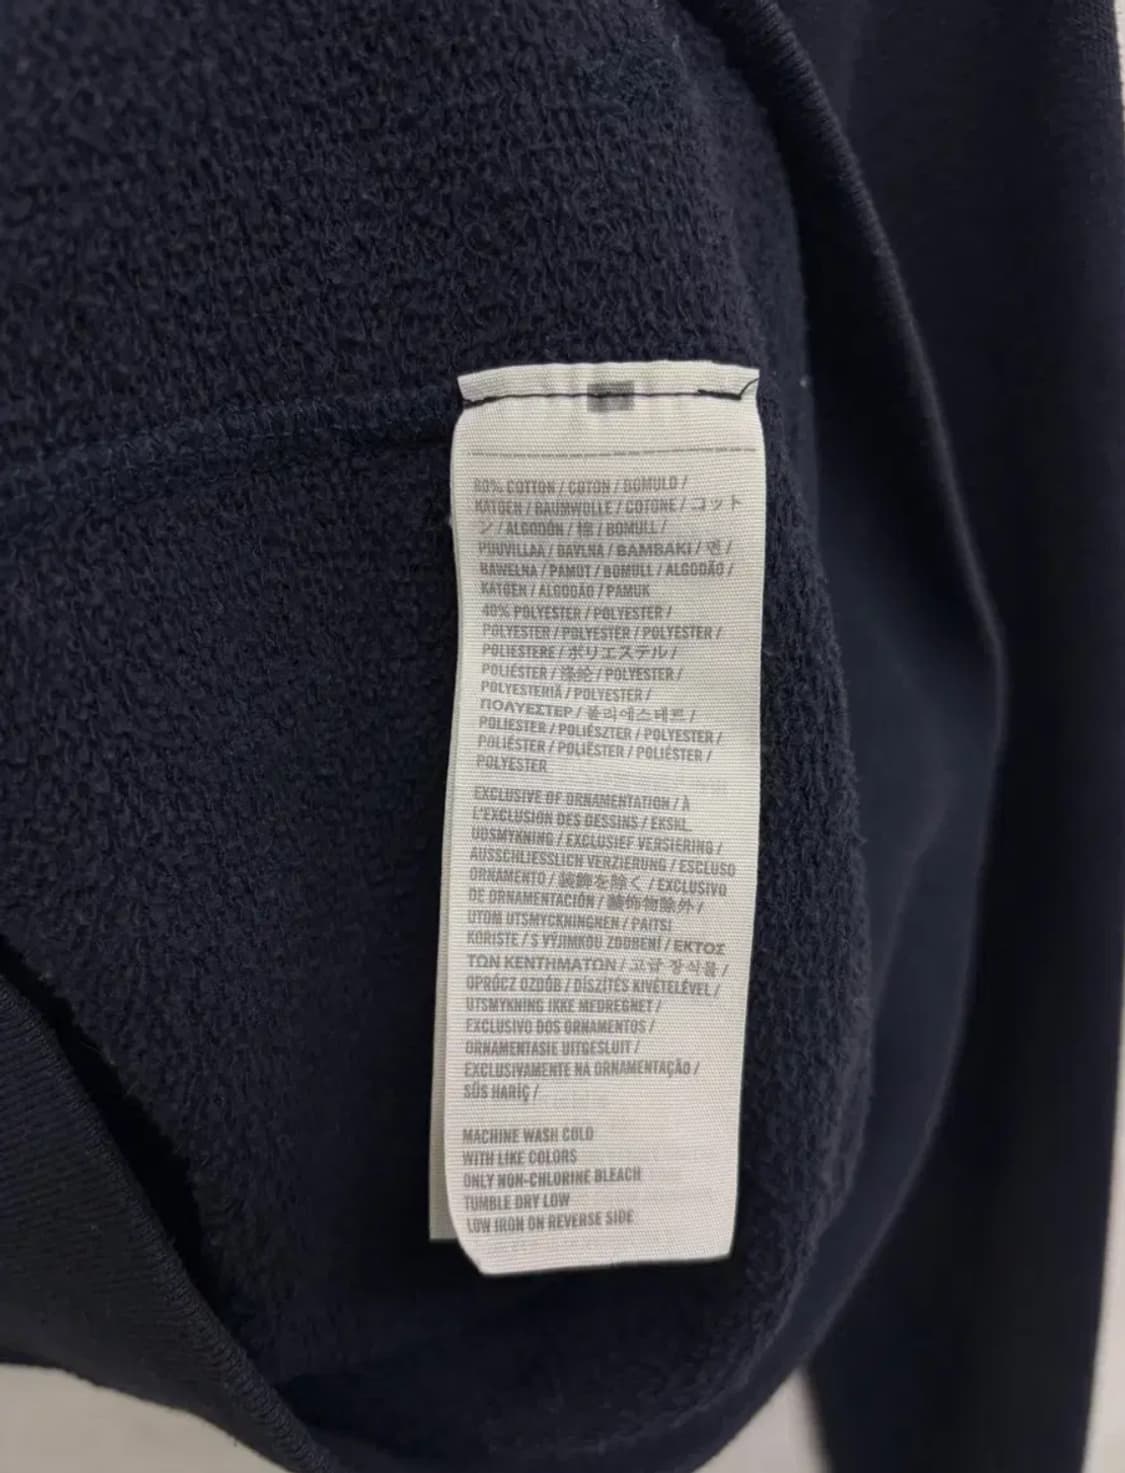 60% COTTON / COTON / BOMULD /
KATOEN / BAUMWOLLE / COTONE / コット
ン / ALGODÓN / 棉 / BOMULL /
PUUVILLAA / BAVLNA / BAMBAKI / 면 /
BAWEŁNA / PAMUT / BOMULL / ALGODÃO /
KATOEN / ALGODÃO / PAMUK
40% POLYESTER / POLYESTER /
POLYESTER / POLYESTER / POLYESTER /
POLIESTERE / ポリエステル /
POLIÉSTER / 涤纶 / POLYESTER /
POLYESTERIÄ / POLYESTER /
ΠΟΛΥΕΣΤΕΡ / 폴리에스테르 /
POLIESTER / POLIÉSZTER / POLYESTER /
POLIÉSTER / POLIËSTER / POLIÉSTER /
POLYESTER
EXCLUSIVE OF ORNAMENTATION / À
L'EXCLUSION DES DESSINS / EKSKL.
UDSMYKNING / EXCLUSIEF VERSIERING /
AUSSCHLIESSLICH VERZIERUNG / ESCLUSO
ORNAMENTO / 装飾を除く / EXCLUSIVO
DE ORNAMENTACIÓN / 装饰物除外 /
UTOM UTSMYCKNINGHEN / PAITSI
KORISTE / S VÝJIMKOU ZDOBENÍ / ΕΚΤΟΣ
ΤΩΝ ΚΕΝΤΗΜΑΤΩΝ / 고급 장식물 /
OPRÓCZ OZDÓB / DÍSZÍTÉS KIVÉTELÉVEL /
UTSMYKNING IKKE MEDREGNET /
EXCLUSIVO DOS ORNAMENTOS /
ORNAMENTASIE UITGESLUIT /
EXCLUSIVAMENTE NA ORNAMENTAÇÃO /
SÜS HARİÇ /
MACHINE WASH COLD
WITH LIKE COLORS
ONLY NON-CHLORINE BLEACH
TUMBLE DRY LOW
LOW IRON ON REVERSE SIDE